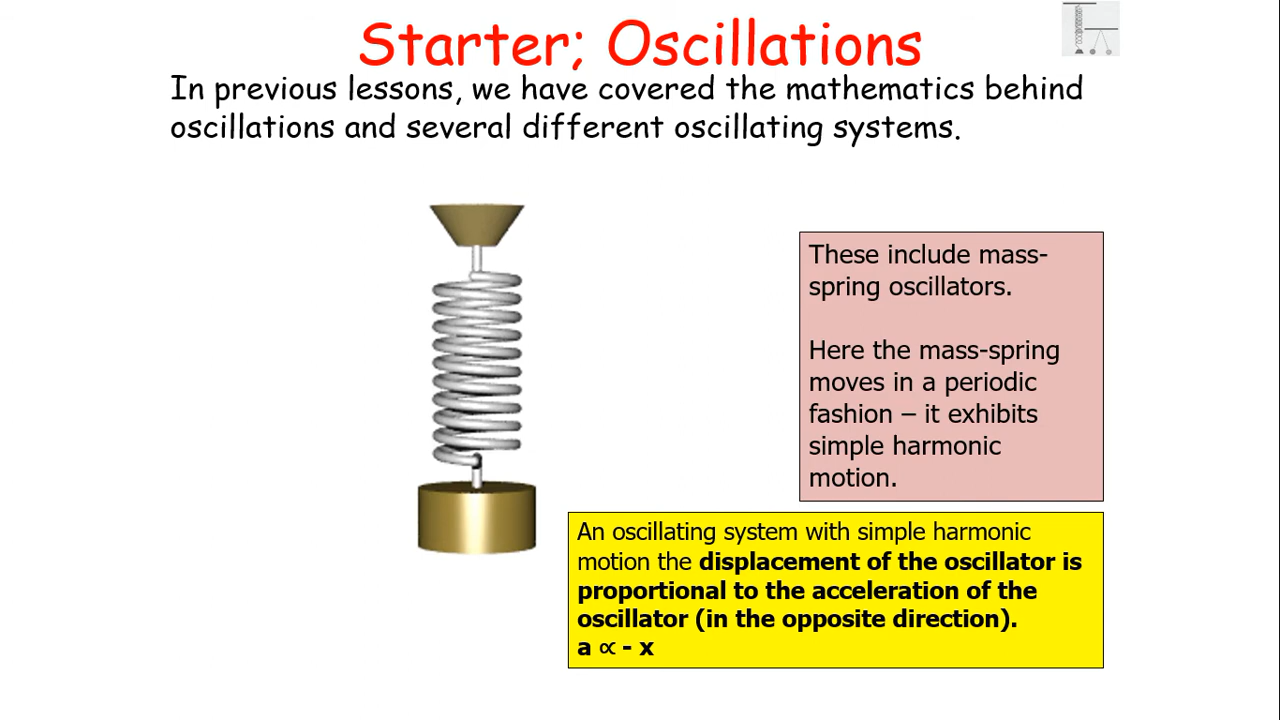 Starter; Oscillations
In previous lessons, we have covered the mathematics behind
oscillations and several different oscillating systems.
These include mass-
spring oscillators.
Here the mass-spring
moves in a periodic
fashion – it exhibits
simple harmonic
motion.
An oscillating system with simple harmonic
motion the displacement of the oscillator is
proportional to the acceleration of the
oscillator (in the opposite direction).
a ∝ - x